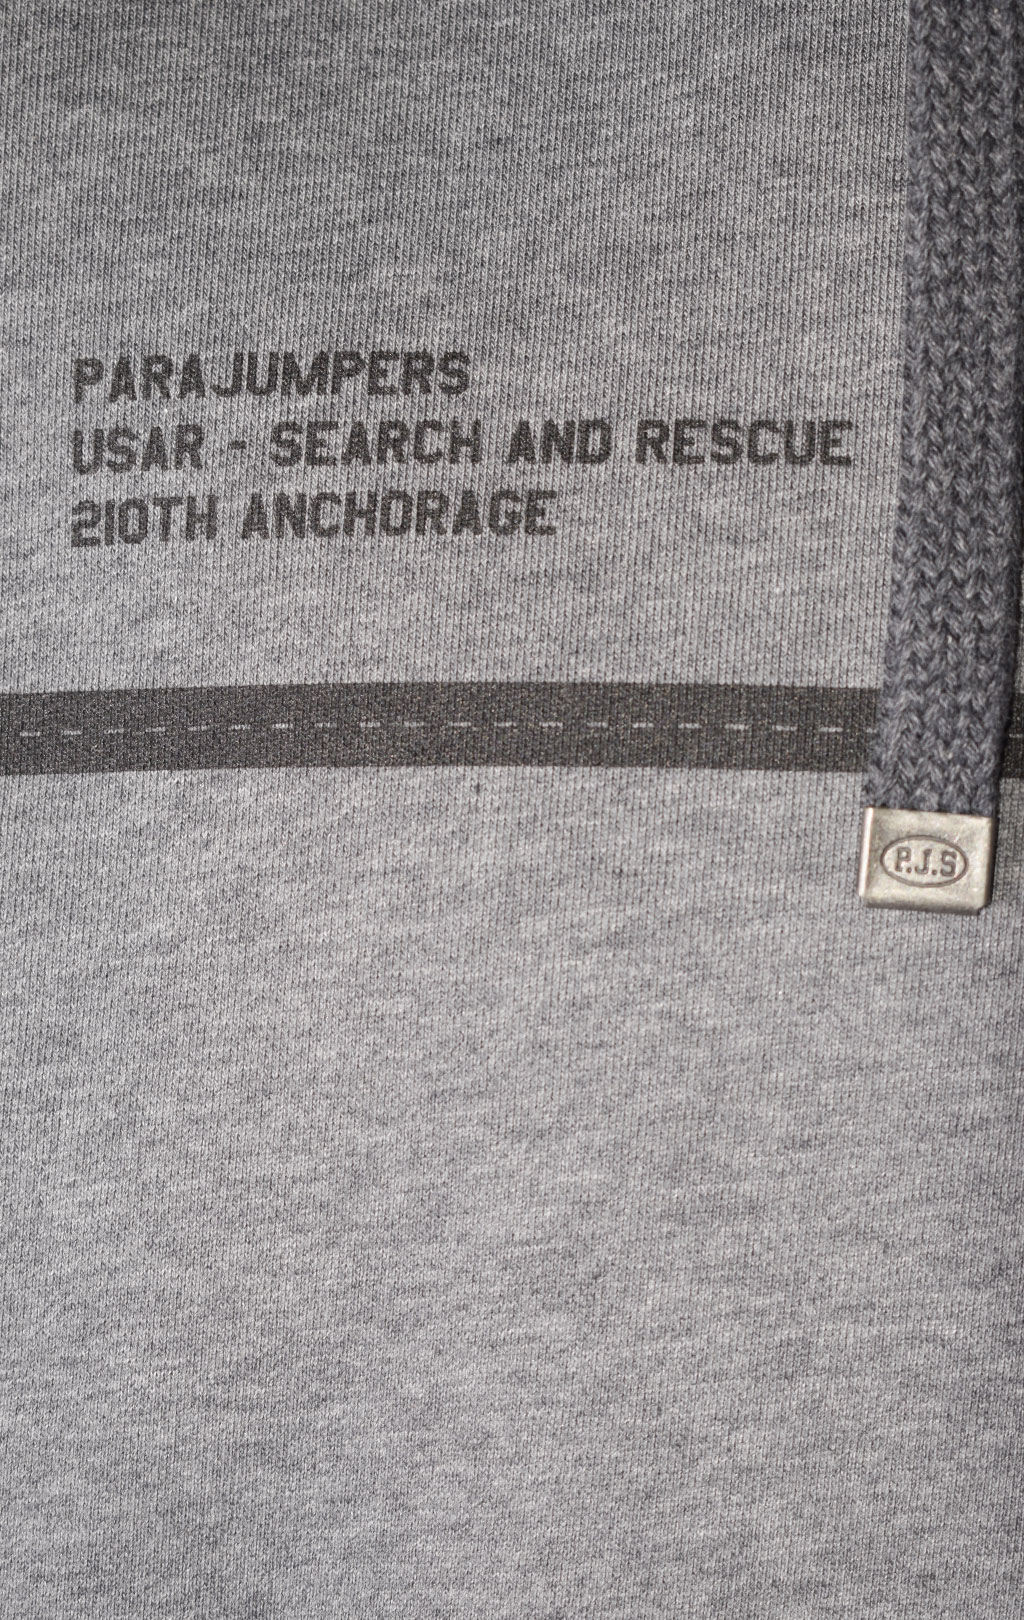 PARAJUMPERS
USAR - SEARCH AND RESCUE
210TH ANCHORAGE
P.J.S